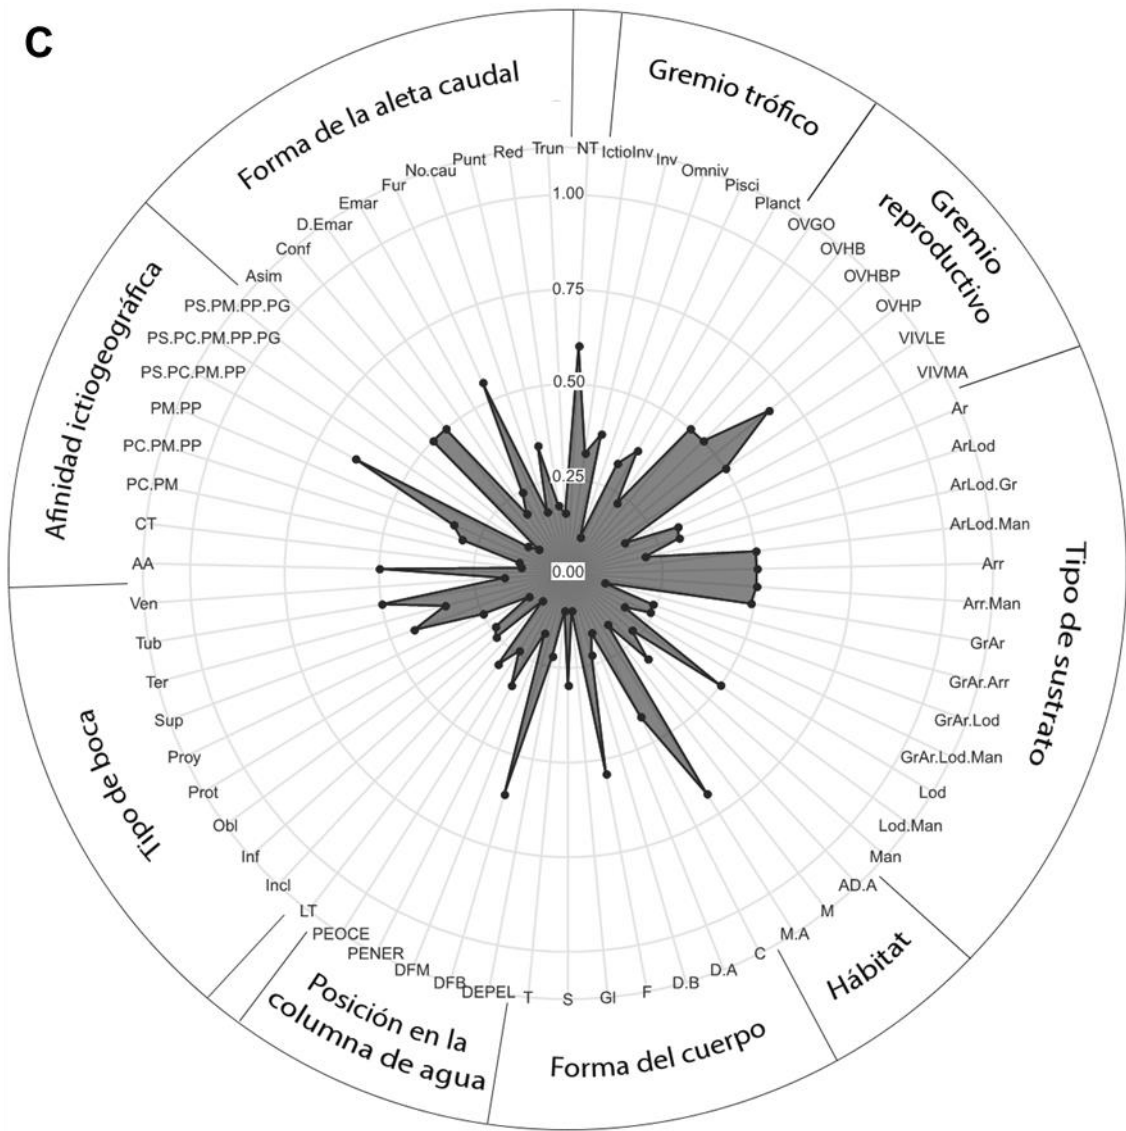 C
Forma de la aleta caudal
Gremio trófico
Gremio
reproductivo
Tipo de sustrato
Hábitat
Forma del cuerpo
Posición en la
columna de agua
Tipo de boca
Afinidad ictiogeográfica
NT
IctioInv
Inv
Omniv
Pisci
Planct
OVGO
OVHB
OVHBP
OVHP
VIVLE
VIVMA
Ar
ArLod
ArLod.Gr
ArLod.Man
Arr
Arr.Man
GrAr
GrAr.Arr
GrAr.Lod
GrAr.Lod.Man
Lod
Lod.Man
Man
AD.A
M
M.A
C
D.A
D.B
F
Gl
S
T
DEPEL
DFB
DFM
PENER
PEOCE
LT
Incl
Inf
Obl
Prot
Proy
Sup
Ter
Tub
Ven
AA
CT
PC.PM
PC.PM.PP
PM.PP
PS.PC.PM.PP
PS.PC.PM.PP.PG
PS.PM.PP.PG
Asim
Conf
D.Emar
Emar
Fur
No.cau
Punt
Red
Trun
1.00
0.75
0.50
0.25
0.00